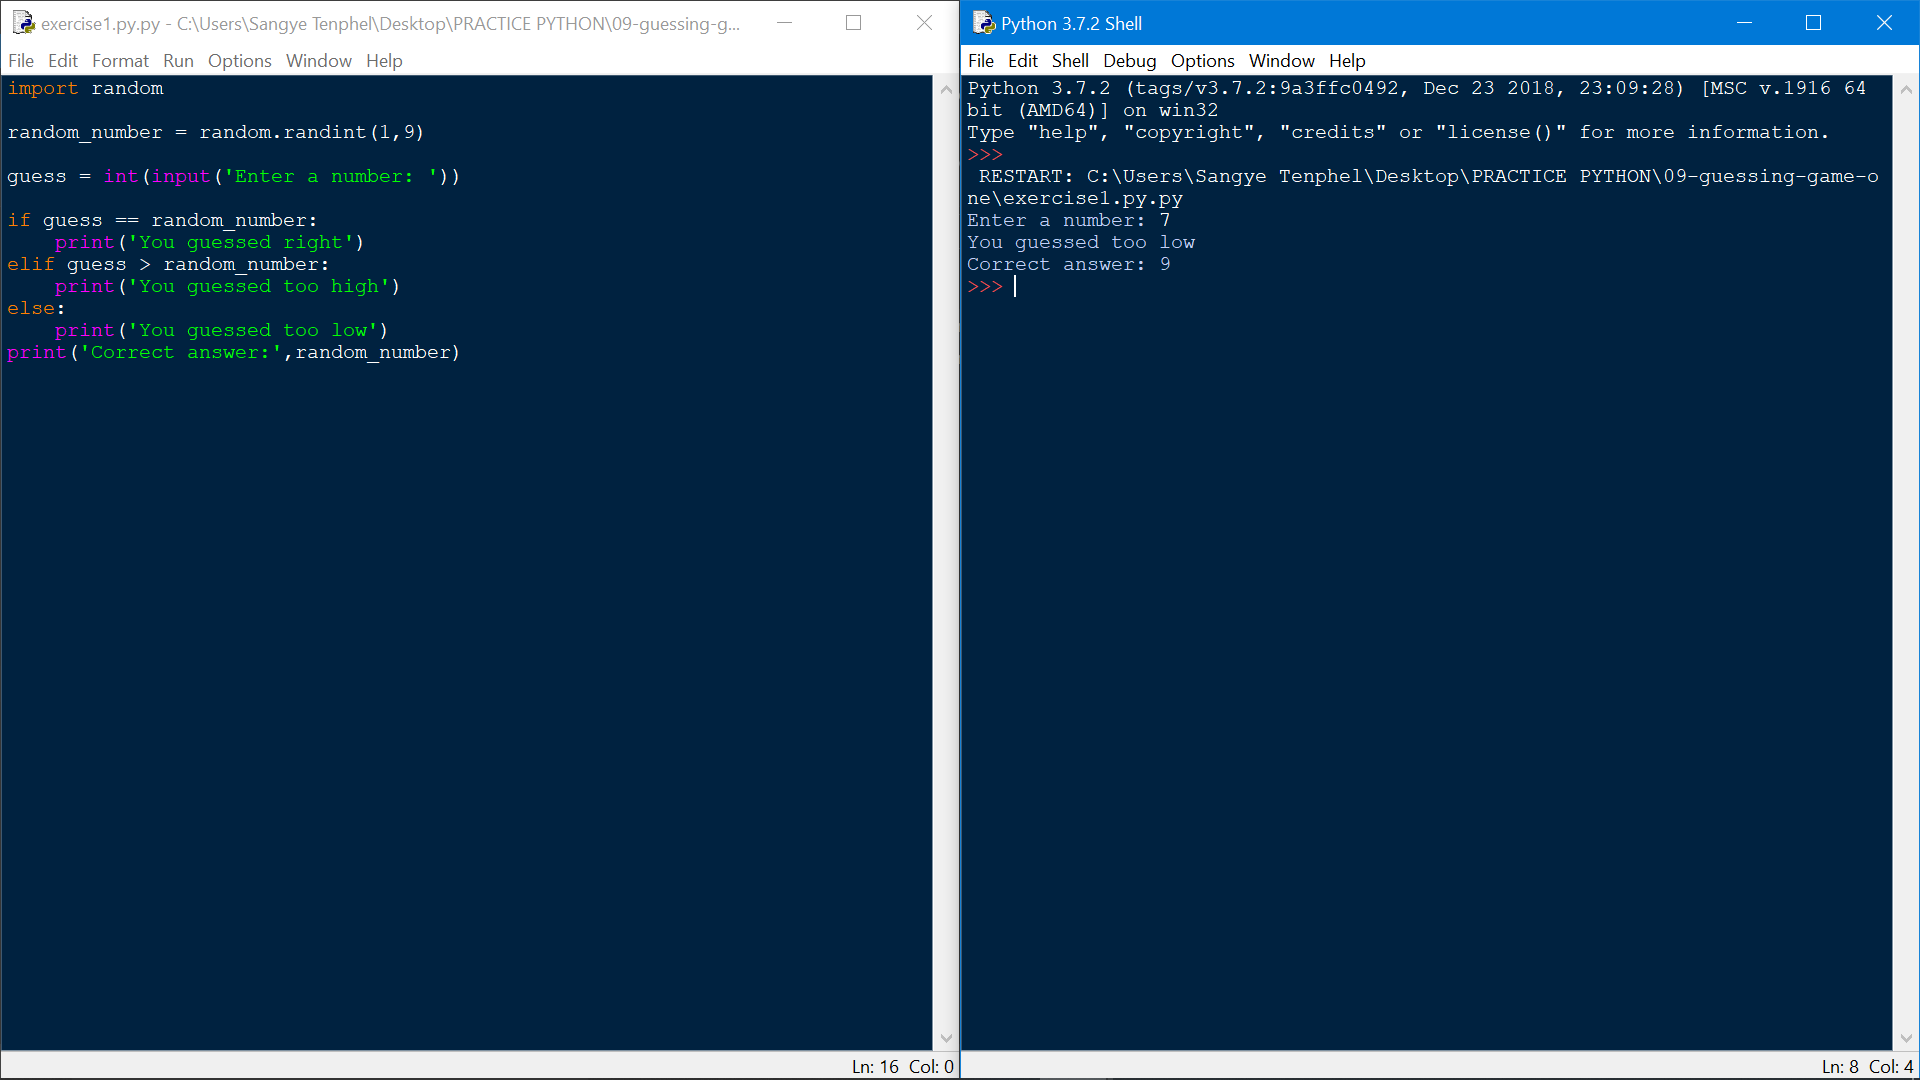 exercise1.py.py - C:\Users\Sangye Tenphel\Desktop\PRACTICE PYTHON\09-guessing-g...
File Edit Format Run Options Window Help
import random
random_number = random.randint(1,9)
guess = int(input('Enter a number: '))
if guess == random_number:
    print('You guessed right')
elif guess > random_number:
    print('You guessed too high')
else:
    print('You guessed too low')
print('Correct answer:',random_number)
Ln: 16 Col: 0
Python 3.7.2 Shell
File Edit Shell Debug Options Window Help
Python 3.7.2 (tags/v3.7.2:9a3ffc0492, Dec 23 2018, 23:09:28) [MSC v.1916 64
bit (AMD64)] on win32
Type "help", "copyright", "credits" or "license()" for more information.
>>>
 RESTART: C:\Users\Sangye Tenphel\Desktop\PRACTICE PYTHON\09-guessing-game-o
ne\exercise1.py.py
Enter a number: 7
You guessed too low
Correct answer: 9
>>>
Ln: 8 Col: 4